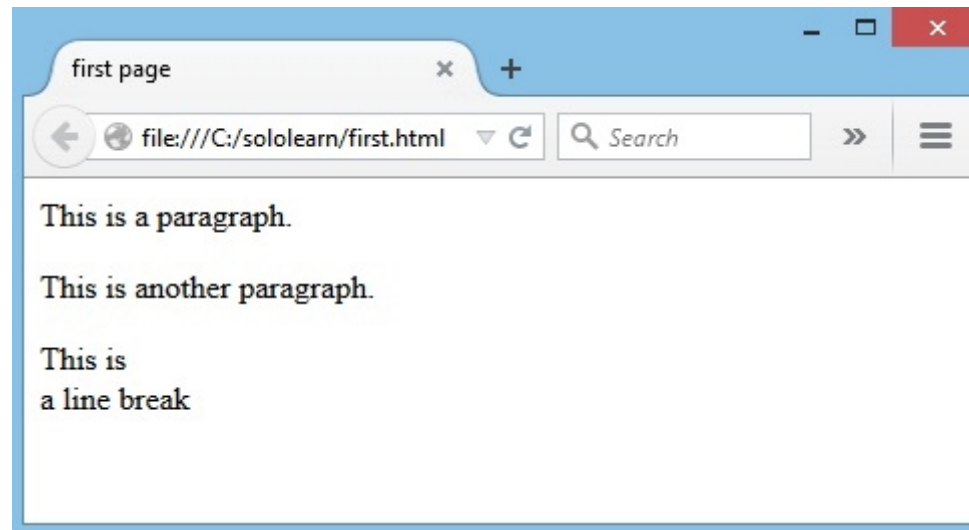 first page
file:///C:/sololearn/first.html
Search
This is a paragraph.
This is another paragraph.
This is
a line break